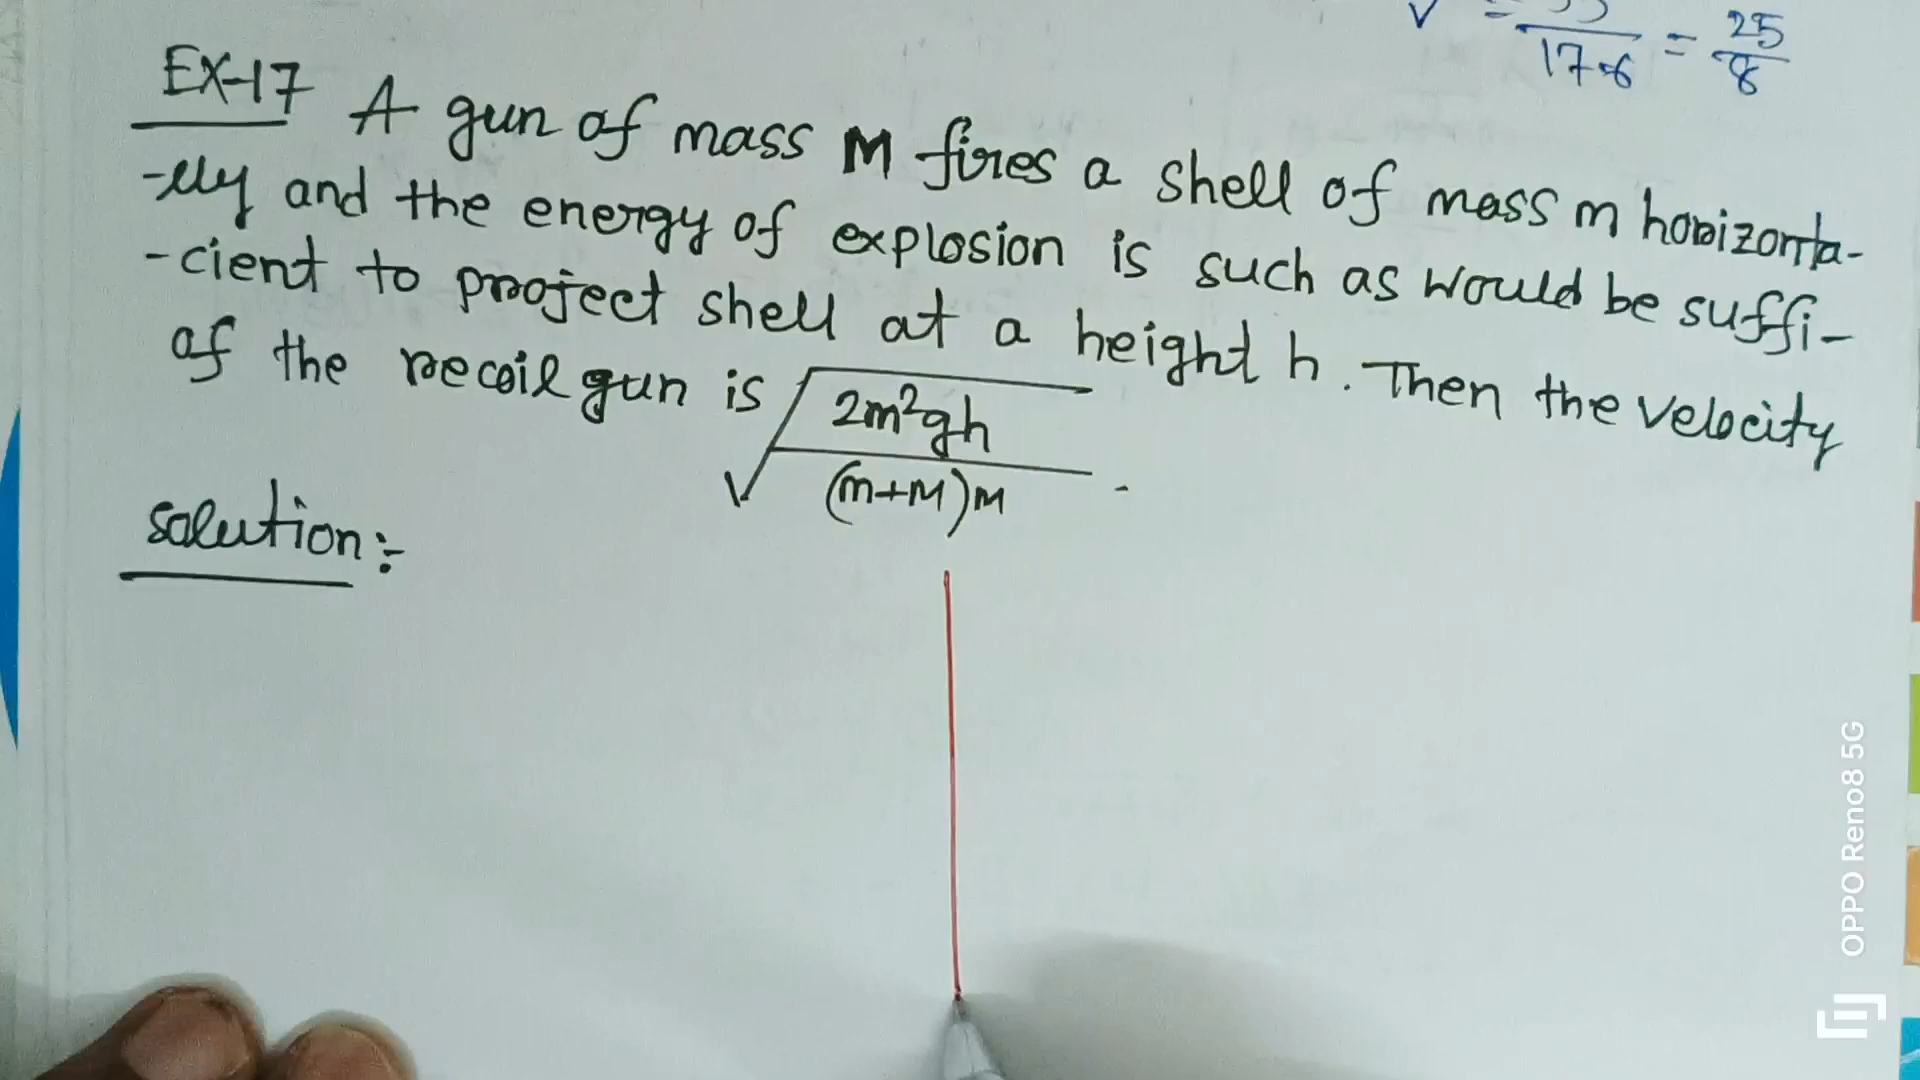 = 25/8
17.6
EX-17 A gun of mass M fires a shell of mass m horizonta-
-lly and the energy of explosion is such as would be suffi-
-cient to project shell at a height h. Then the velocity
of the recoil gun is √(2m²gh/(m+M)M).
solution:-
OPPO Reno8 5G